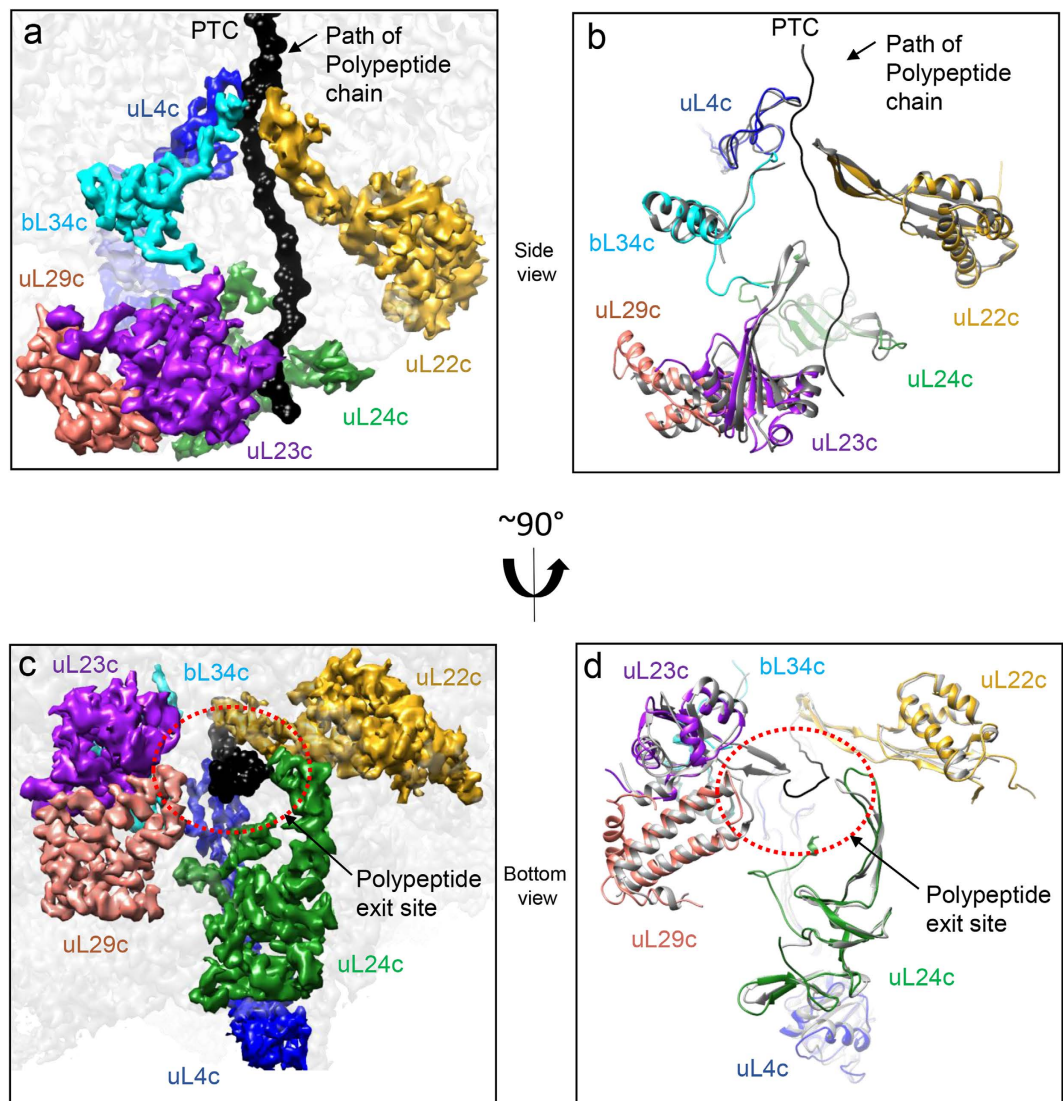 a
PTC
Path of
Polypeptide
chain
uL4c
bL34c
uL29c
uL22c
uL24c
uL23c
Side
view
b
PTC
Path of
Polypeptide
chain
uL4c
bL34c
uL29c
uL22c
uL24c
uL23c
~90°
c
uL23c
bL34c
uL22c
Polypeptide
exit site
uL29c
uL24c
uL4c
Bottom
view
d
uL23c
bL34c
uL22c
Polypeptide
exit site
uL29c
uL24c
uL4c